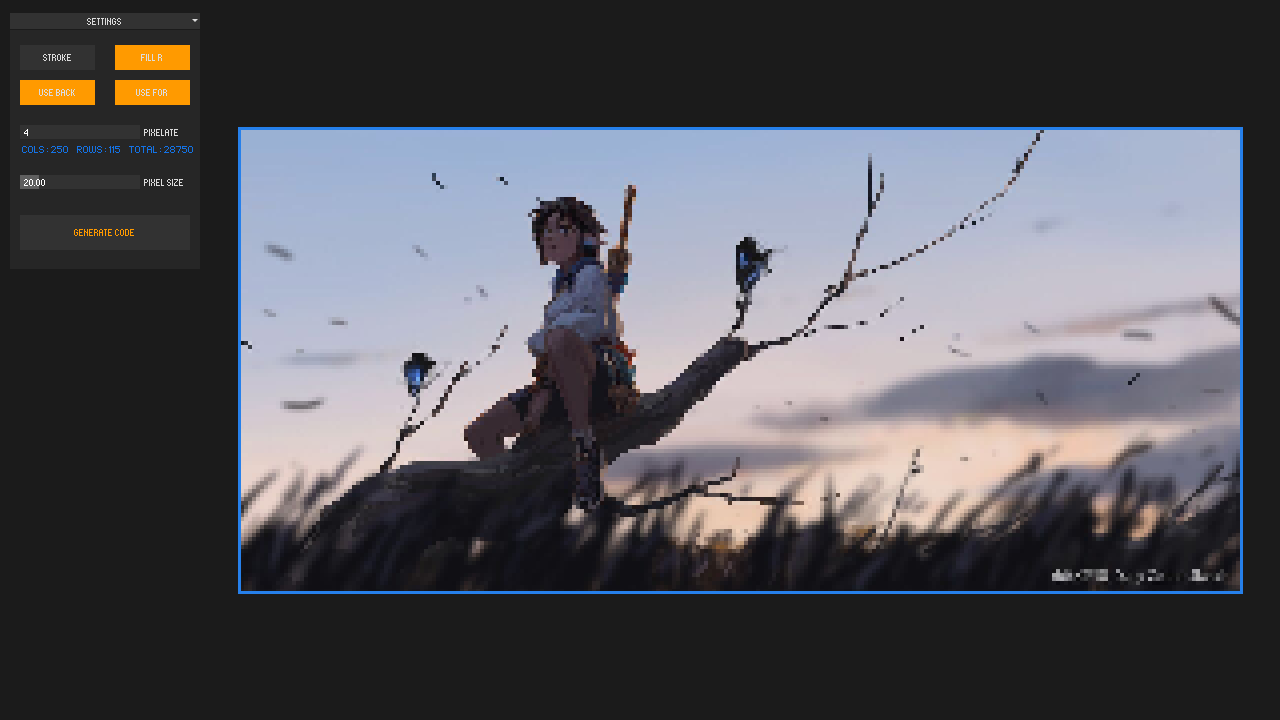 SETTINGS
STROKE
FILL R
USE BACK
USE FOR
4 PIXELATE
COLS:250 ROWS:115 TOTAL:28750
20.00 PIXEL SIZE
GENERATE CODE